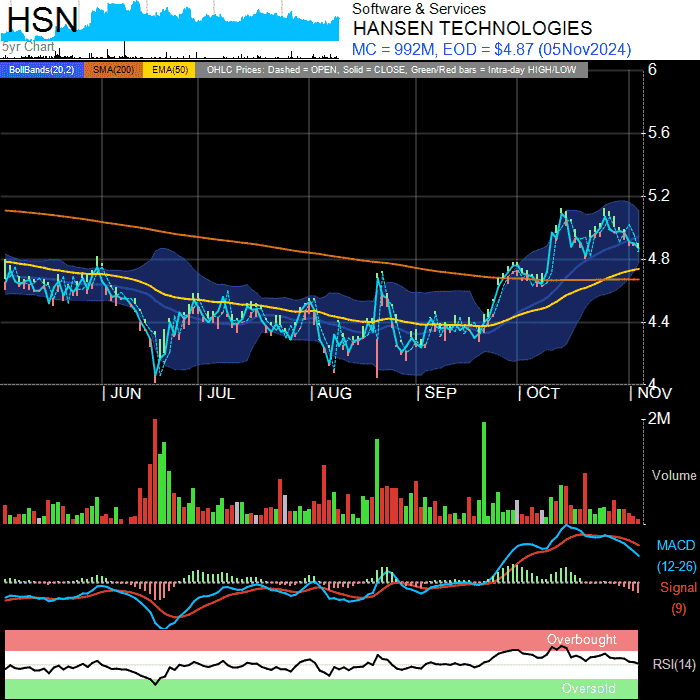 HSN
5yr Chart
Software & Services
HANSEN TECHNOLOGIES
MC = 992M, EOD = $4.87 (05Nov2024)
BollBands(20,2) SMA(200) EMA(50) OHLC Prices: Dashed = OPEN, Solid = CLOSE, Green/Red bars = Intra-day HIGH/LOW
6
5.6
5.2
4.8
4.4
4
JUN JUL AUG SEP OCT NOV
2M
Volume
MACD
(12-26)
Signal
(9)
Overbought
RSI(14)
Oversold